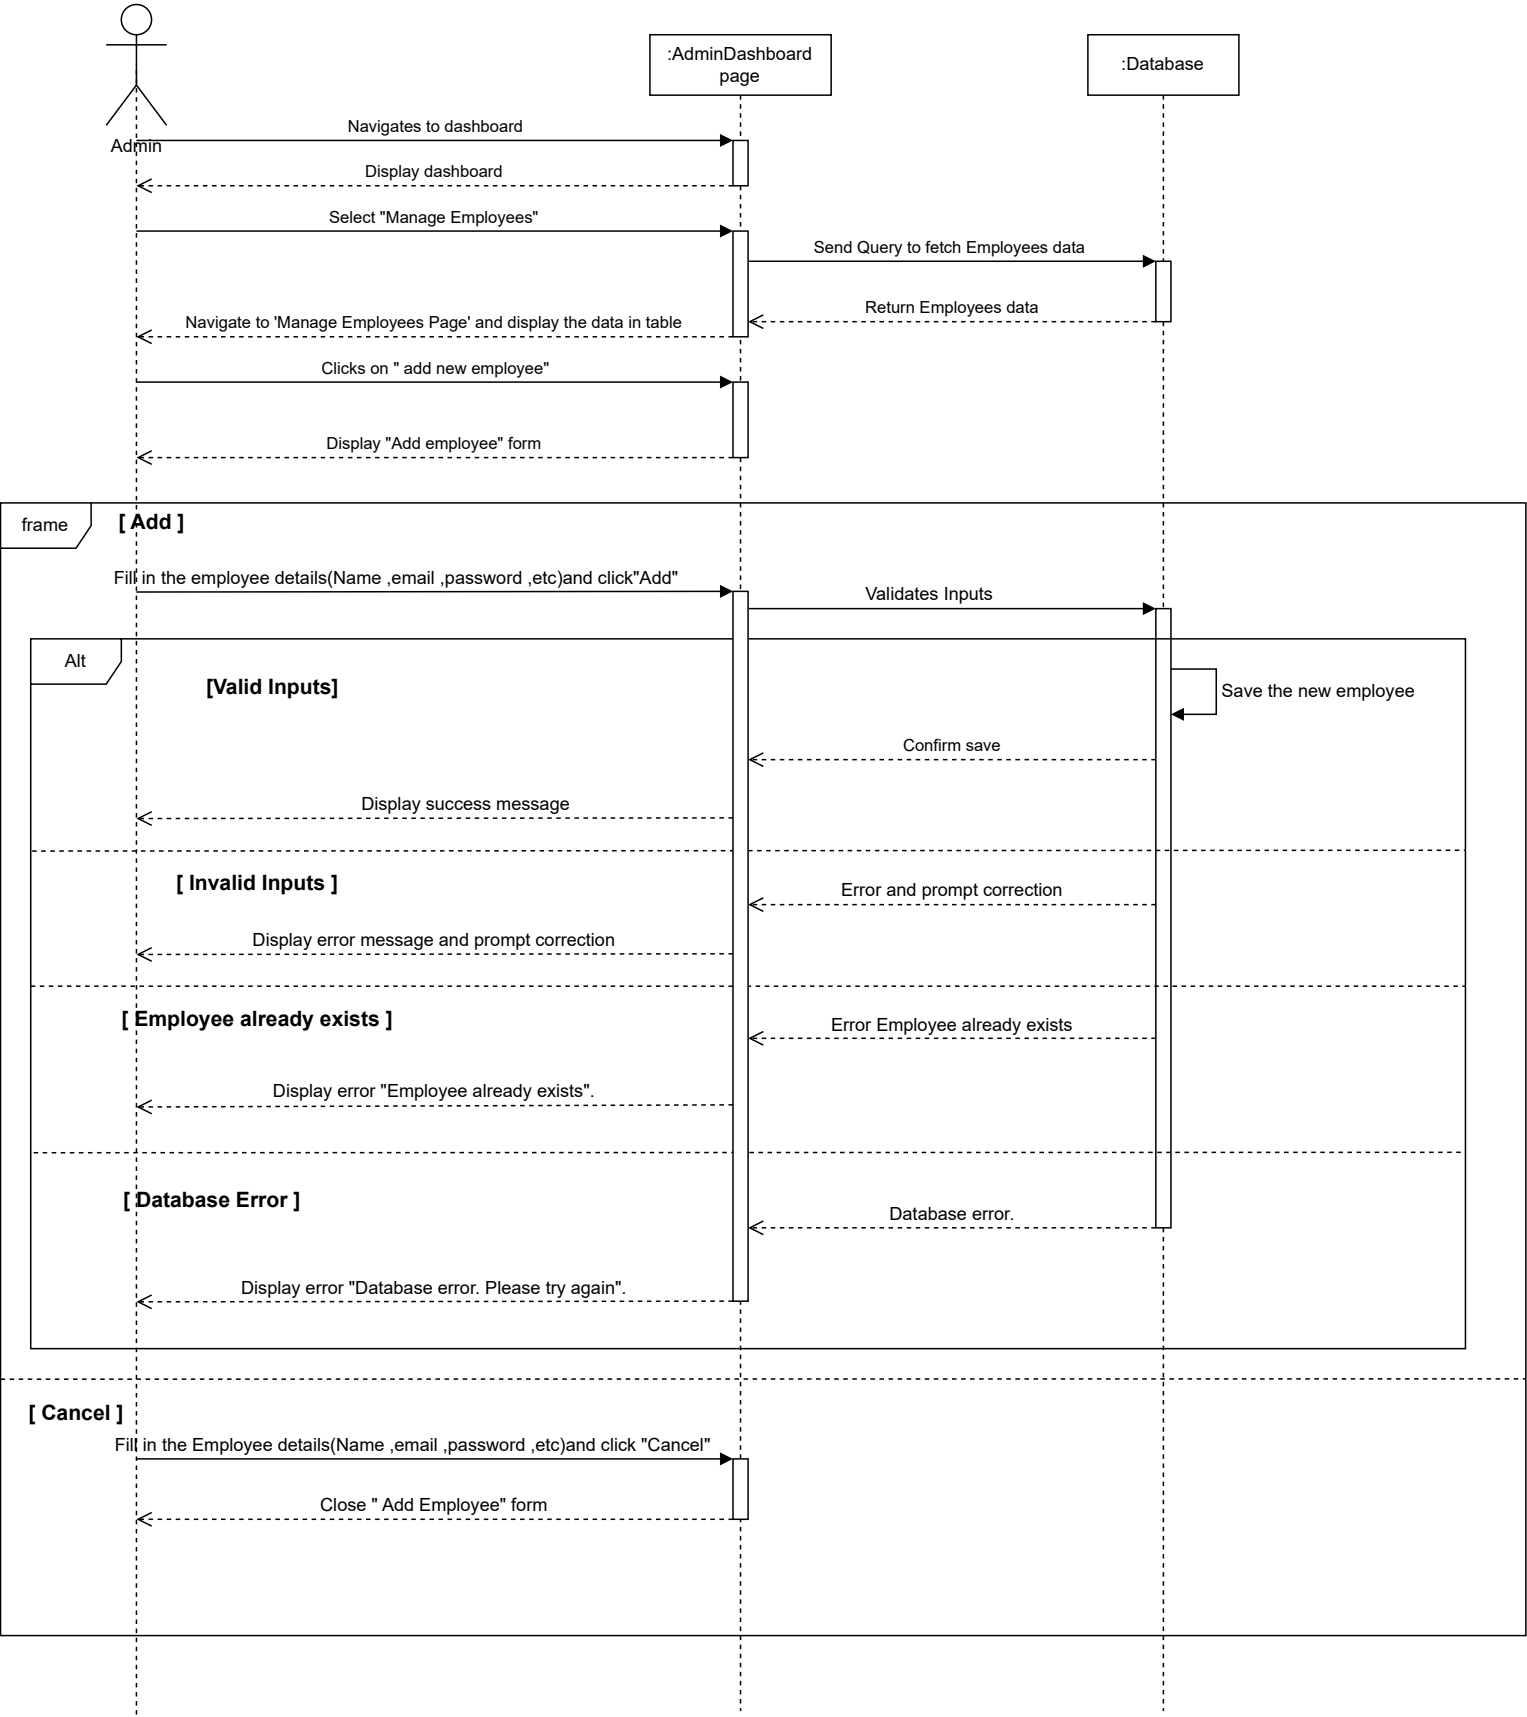 :AdminDashboard
page
:Database
Admin
Navigates to dashboard
Display dashboard
Select "Manage Employees"
Send Query to fetch Employees data
Return Employees data
Navigate to 'Manage Employees Page' and display the data in table
Clicks on " add new employee"
Display "Add employee" form
frame
[ Add ]
Fill in the employee details(Name ,email ,password ,etc)and click"Add"
Validates Inputs
Alt
[Valid Inputs]
Save the new employee
Confirm save
Display success message
[ Invalid Inputs ]
Error and prompt correction
Display error message and prompt correction
[ Employee already exists ]
Error Employee already exists
Display error "Employee already exists".
[ Database Error ]
Database error.
Display error "Database error. Please try again".
[ Cancel ]
Fill in the Employee details(Name ,email ,password ,etc)and click "Cancel"
Close " Add Employee" form